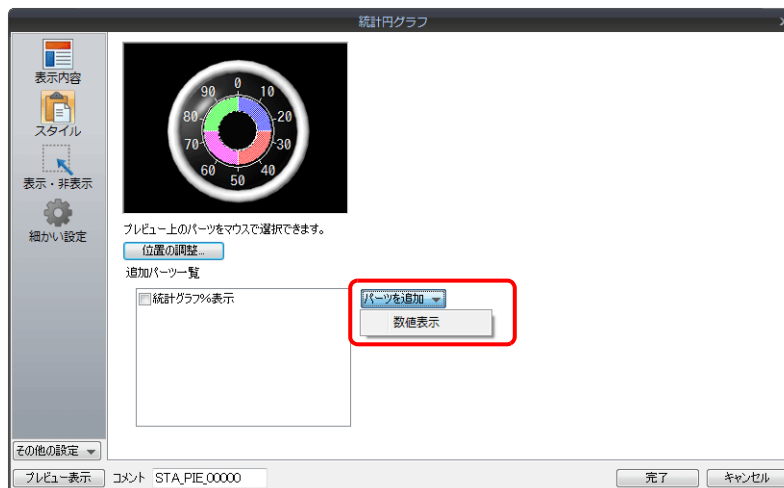 統計円グラフ
表示内容
スタイル
表示・非表示
細かい設定
0
10
20
30
40
50
60
70
80
90
プレビュー上のパーツをマウスで選択できます。
位置の調整...
追加パーツ一覧
統計グラフ%表示
パーツを追加
数値表示
その他の設定
プレビュー表示
コメント STA_PIE_00000
完了
キャンセル